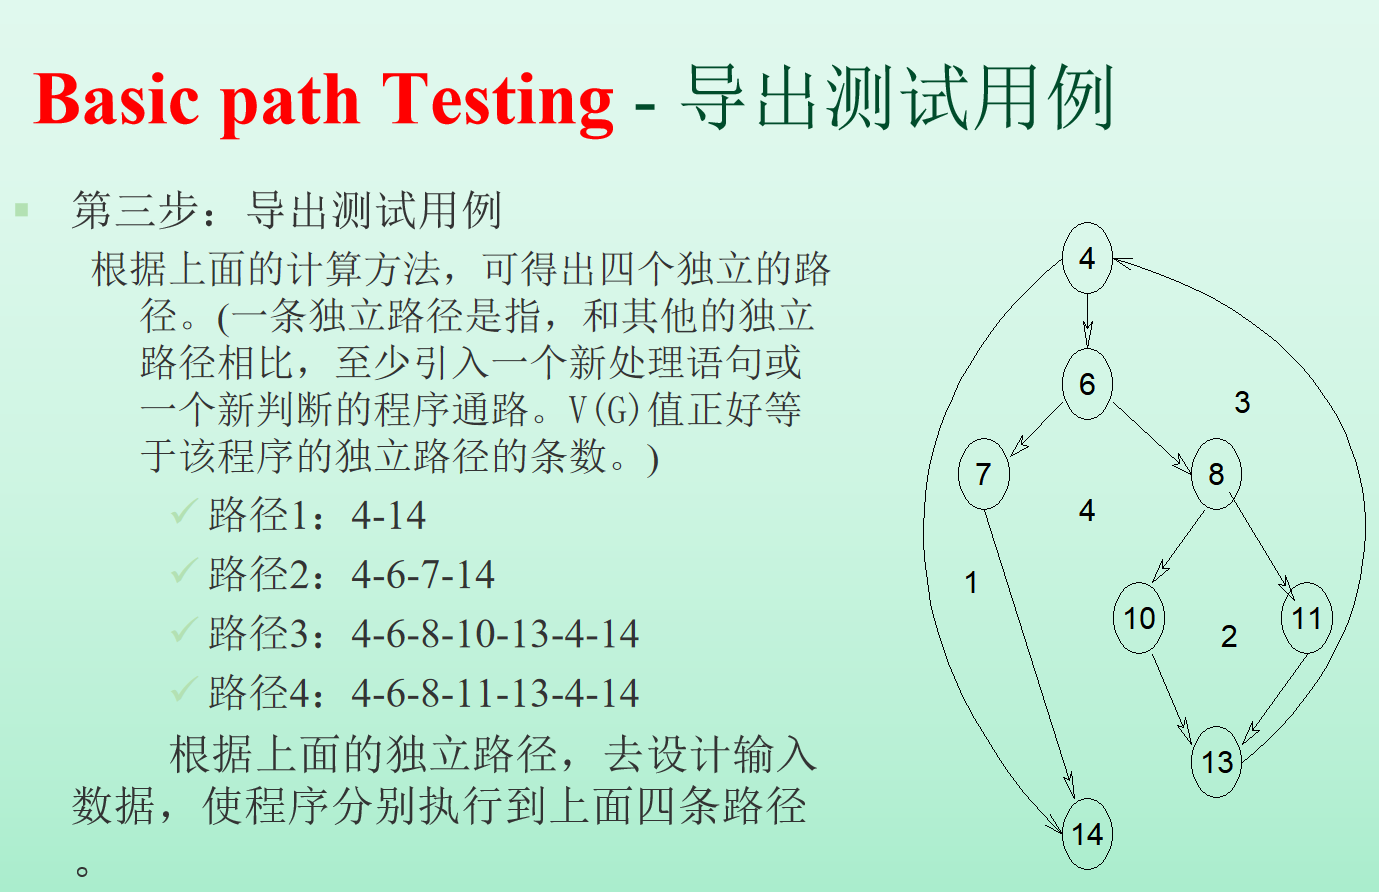 Basic path Testing - 导出测试用例
第三步：导出测试用例
根据上面的计算方法，可得出四个独立的路
径。(一条独立路径是指，和其他的独立
路径相比，至少引入一个新处理语句或
一个新判断的程序通路。V(G)值正好等
于该程序的独立路径的条数。)
路径1：4-14
路径2：4-6-7-14
路径3：4-6-8-10-13-4-14
路径4：4-6-8-11-13-4-14
根据上面的独立路径，去设计输入
数据，使程序分别执行到上面四条路径
。
4
6
3
7
8
4
1
10
11
2
13
14